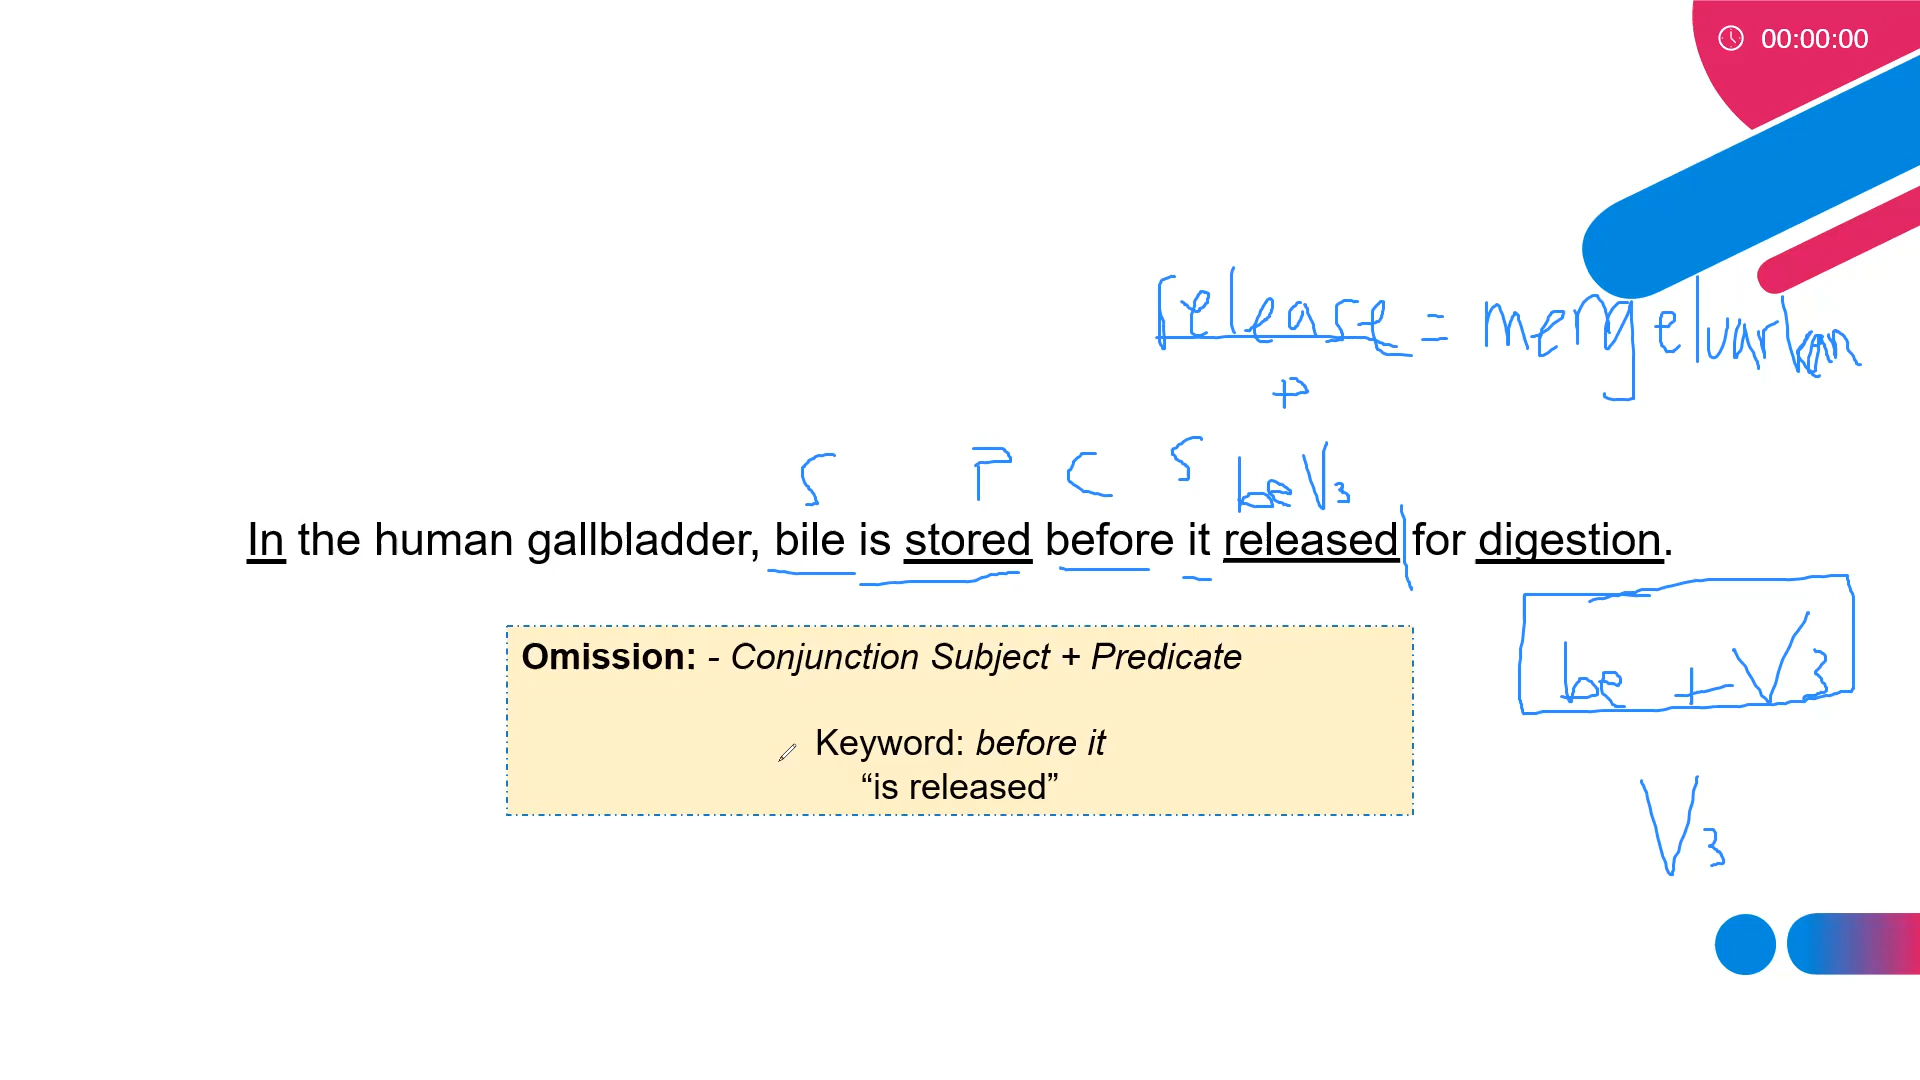 00:00:00
release = mengeluarkan
P
S P C S be V3
In the human gallbladder, bile is stored before it released for digestion.
Omission: - Conjunction Subject + Predicate
be + V3
Keyword: before it
“is released”
V3